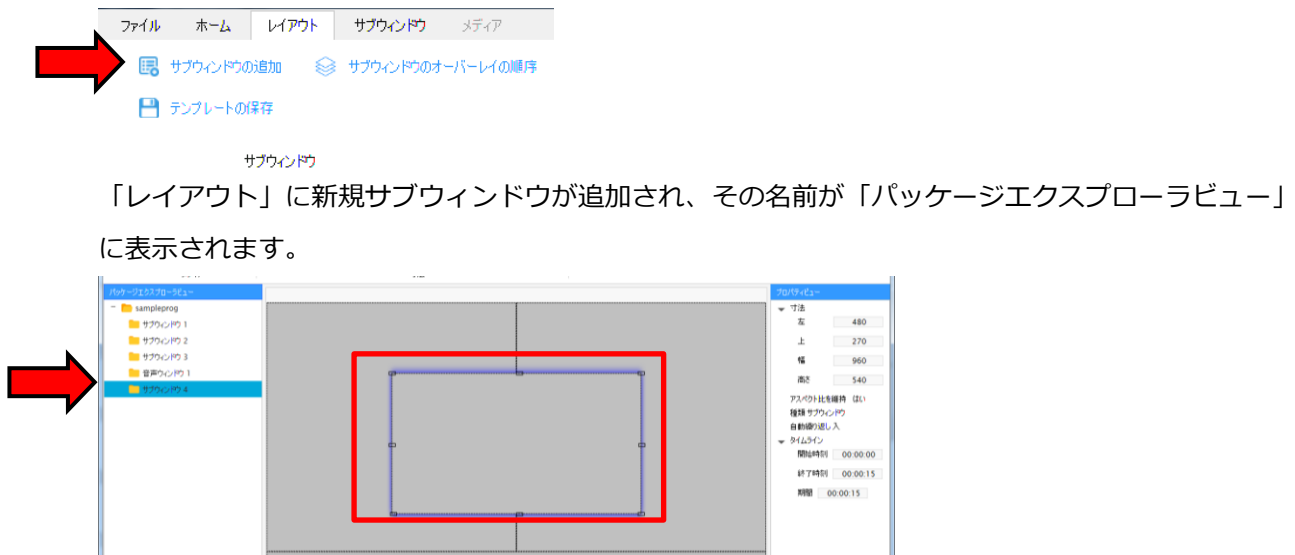 ファイル ホーム レイアウト サブウィンドウ メディア
サブウィンドウの追加 サブウィンドウのオーバーレイの順序
テンプレートの保存
サブウィンドウ
「レイアウト」に新規サブウィンドウが追加され、その名前が「パッケージエクスプローラビュー」
に表示されます。
パッケージエクスプローラビュー プロパティビュー
sampleprog
サブウィンドウ 1
サブウィンドウ 2
サブウィンドウ 3
音声ウィンドウ 1
サブウィンドウ 4
寸法
左 480
上 270
幅 960
高さ 540
アスペクト比を維持 はい
種類 サブウィンドウ
自動繰り返し 入
タイムライン
開始時刻 00:00:00
終了時刻 00:00:15
期間 00:00:15